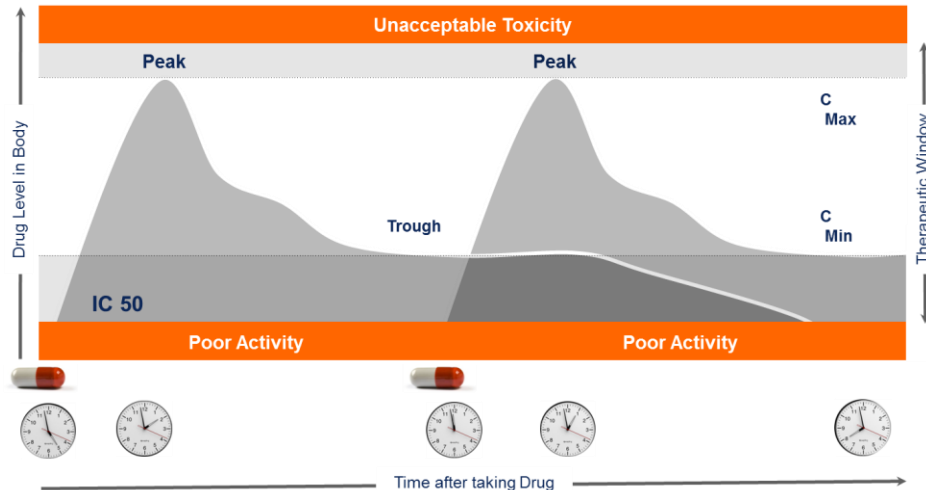 Unacceptable Toxicity
Peak
Peak
C
Max
Drug Level in Body
Therapeutic Window
Trough
C
Min
IC 50
Poor Activity
Poor Activity
Time after taking Drug